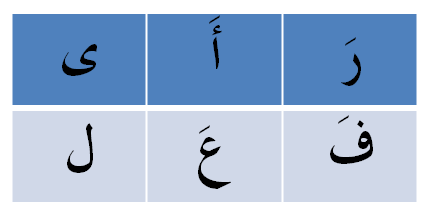 رَ أَ ى
فَ عَ ل